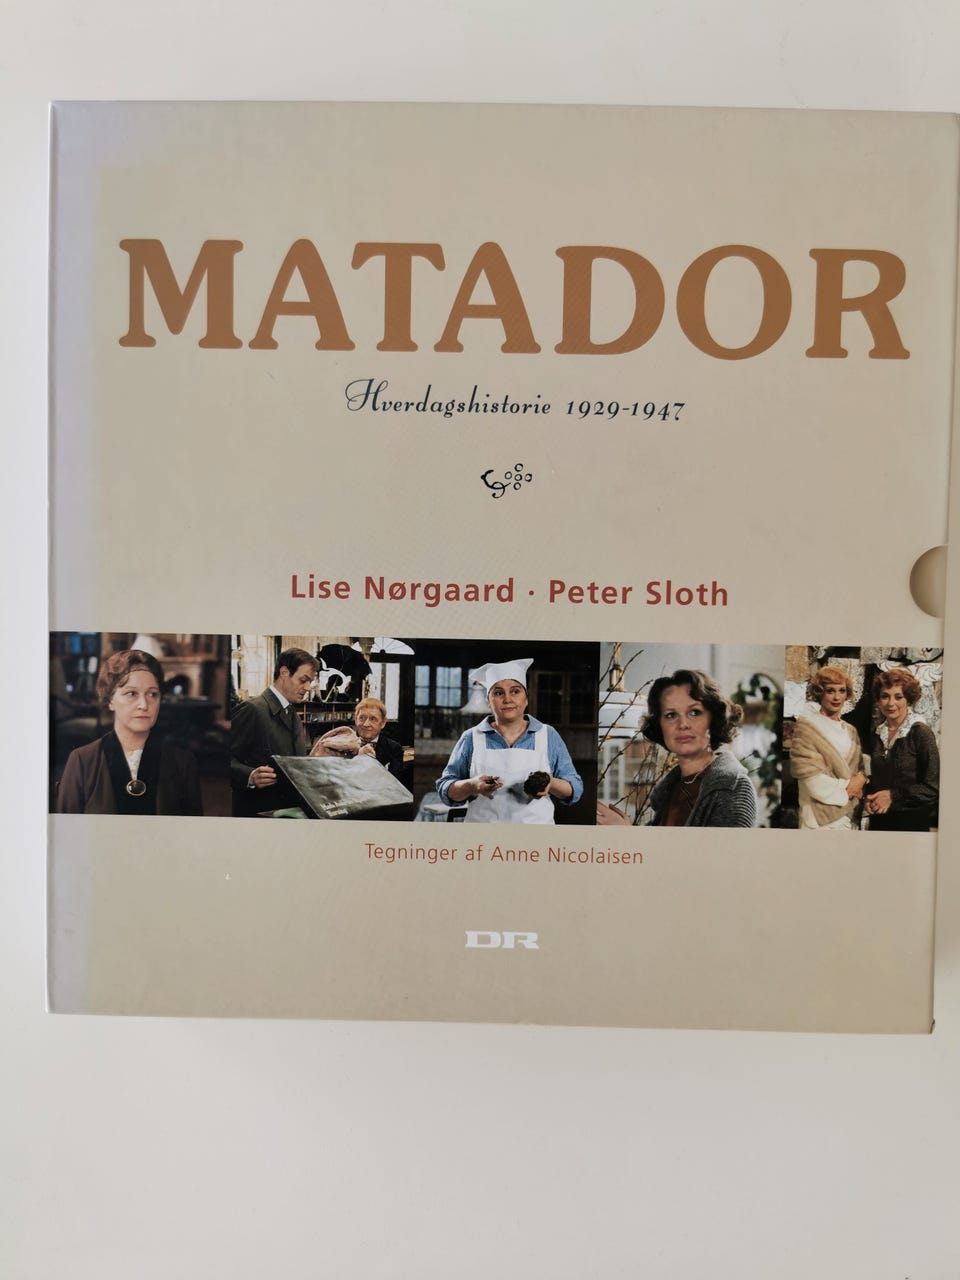 MATADOR
Hverdagshistorie 1929-1947
Lise Nørgaard · Peter Sloth
Tegninger af Anne Nicolaisen
DR